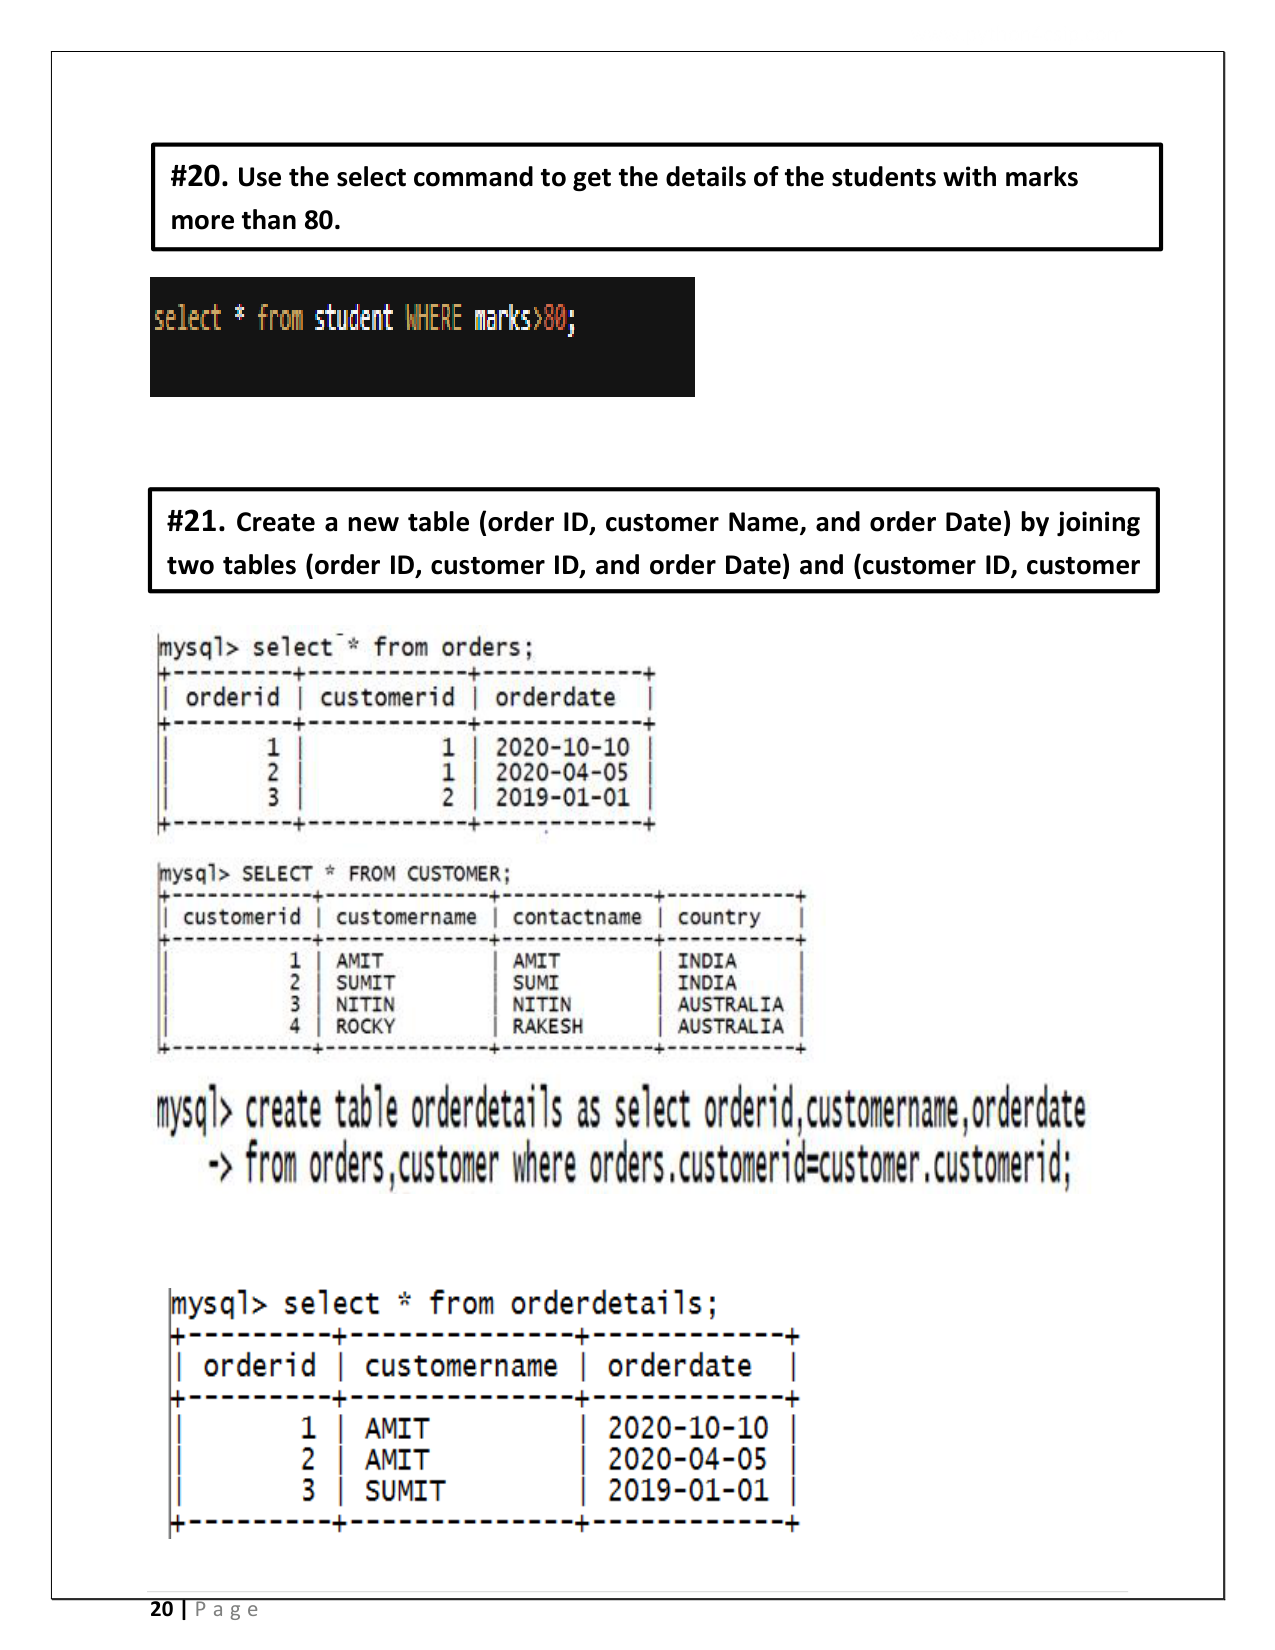 #20. Use the select command to get the details of the students with marks
more than 80.
select * from student WHERE marks>80;
#21. Create a new table (order ID, customer Name, and order Date) by joining
two tables (order ID, customer ID, and order Date) and (customer ID, customer
mysql> select * from orders;
+---------+------------+------------+
| orderid | customerid | orderdate  |
+---------+------------+------------+
|       1 |          1 | 2020-10-10 |
|       2 |          1 | 2020-04-05 |
|       3 |          2 | 2019-01-01 |
+---------+------------+------------+
mysql> SELECT * FROM CUSTOMER;
+------------+--------------+-------------+-----------+
| customerid | customername | contactname | country   |
+------------+--------------+-------------+-----------+
|          1 | AMIT         | AMIT        | INDIA     |
|          2 | SUMIT        | SUMI        | INDIA     |
|          3 | NITIN        | NITIN       | AUSTRALIA |
|          4 | ROCKY        | RAKESH      | AUSTRALIA |
+------------+--------------+-------------+-----------+
mysql> create table orderdetails as select orderid,customername,orderdate
-> from orders,customer where orders.customerid=customer.customerid;
mysql> select * from orderdetails;
+---------+--------------+------------+
| orderid | customername | orderdate  |
+---------+--------------+------------+
|       1 | AMIT         | 2020-10-10 |
|       2 | AMIT         | 2020-04-05 |
|       3 | SUMIT        | 2019-01-01 |
+---------+--------------+------------+
20 | Page